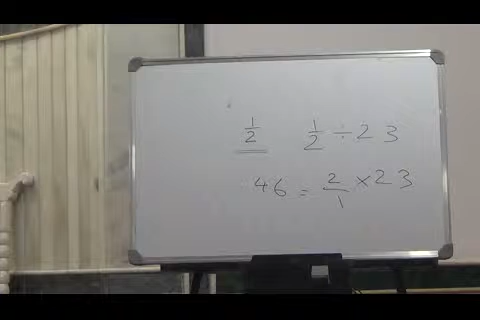 1/2 1/2 ÷ 23
46 = 2/1 × 23